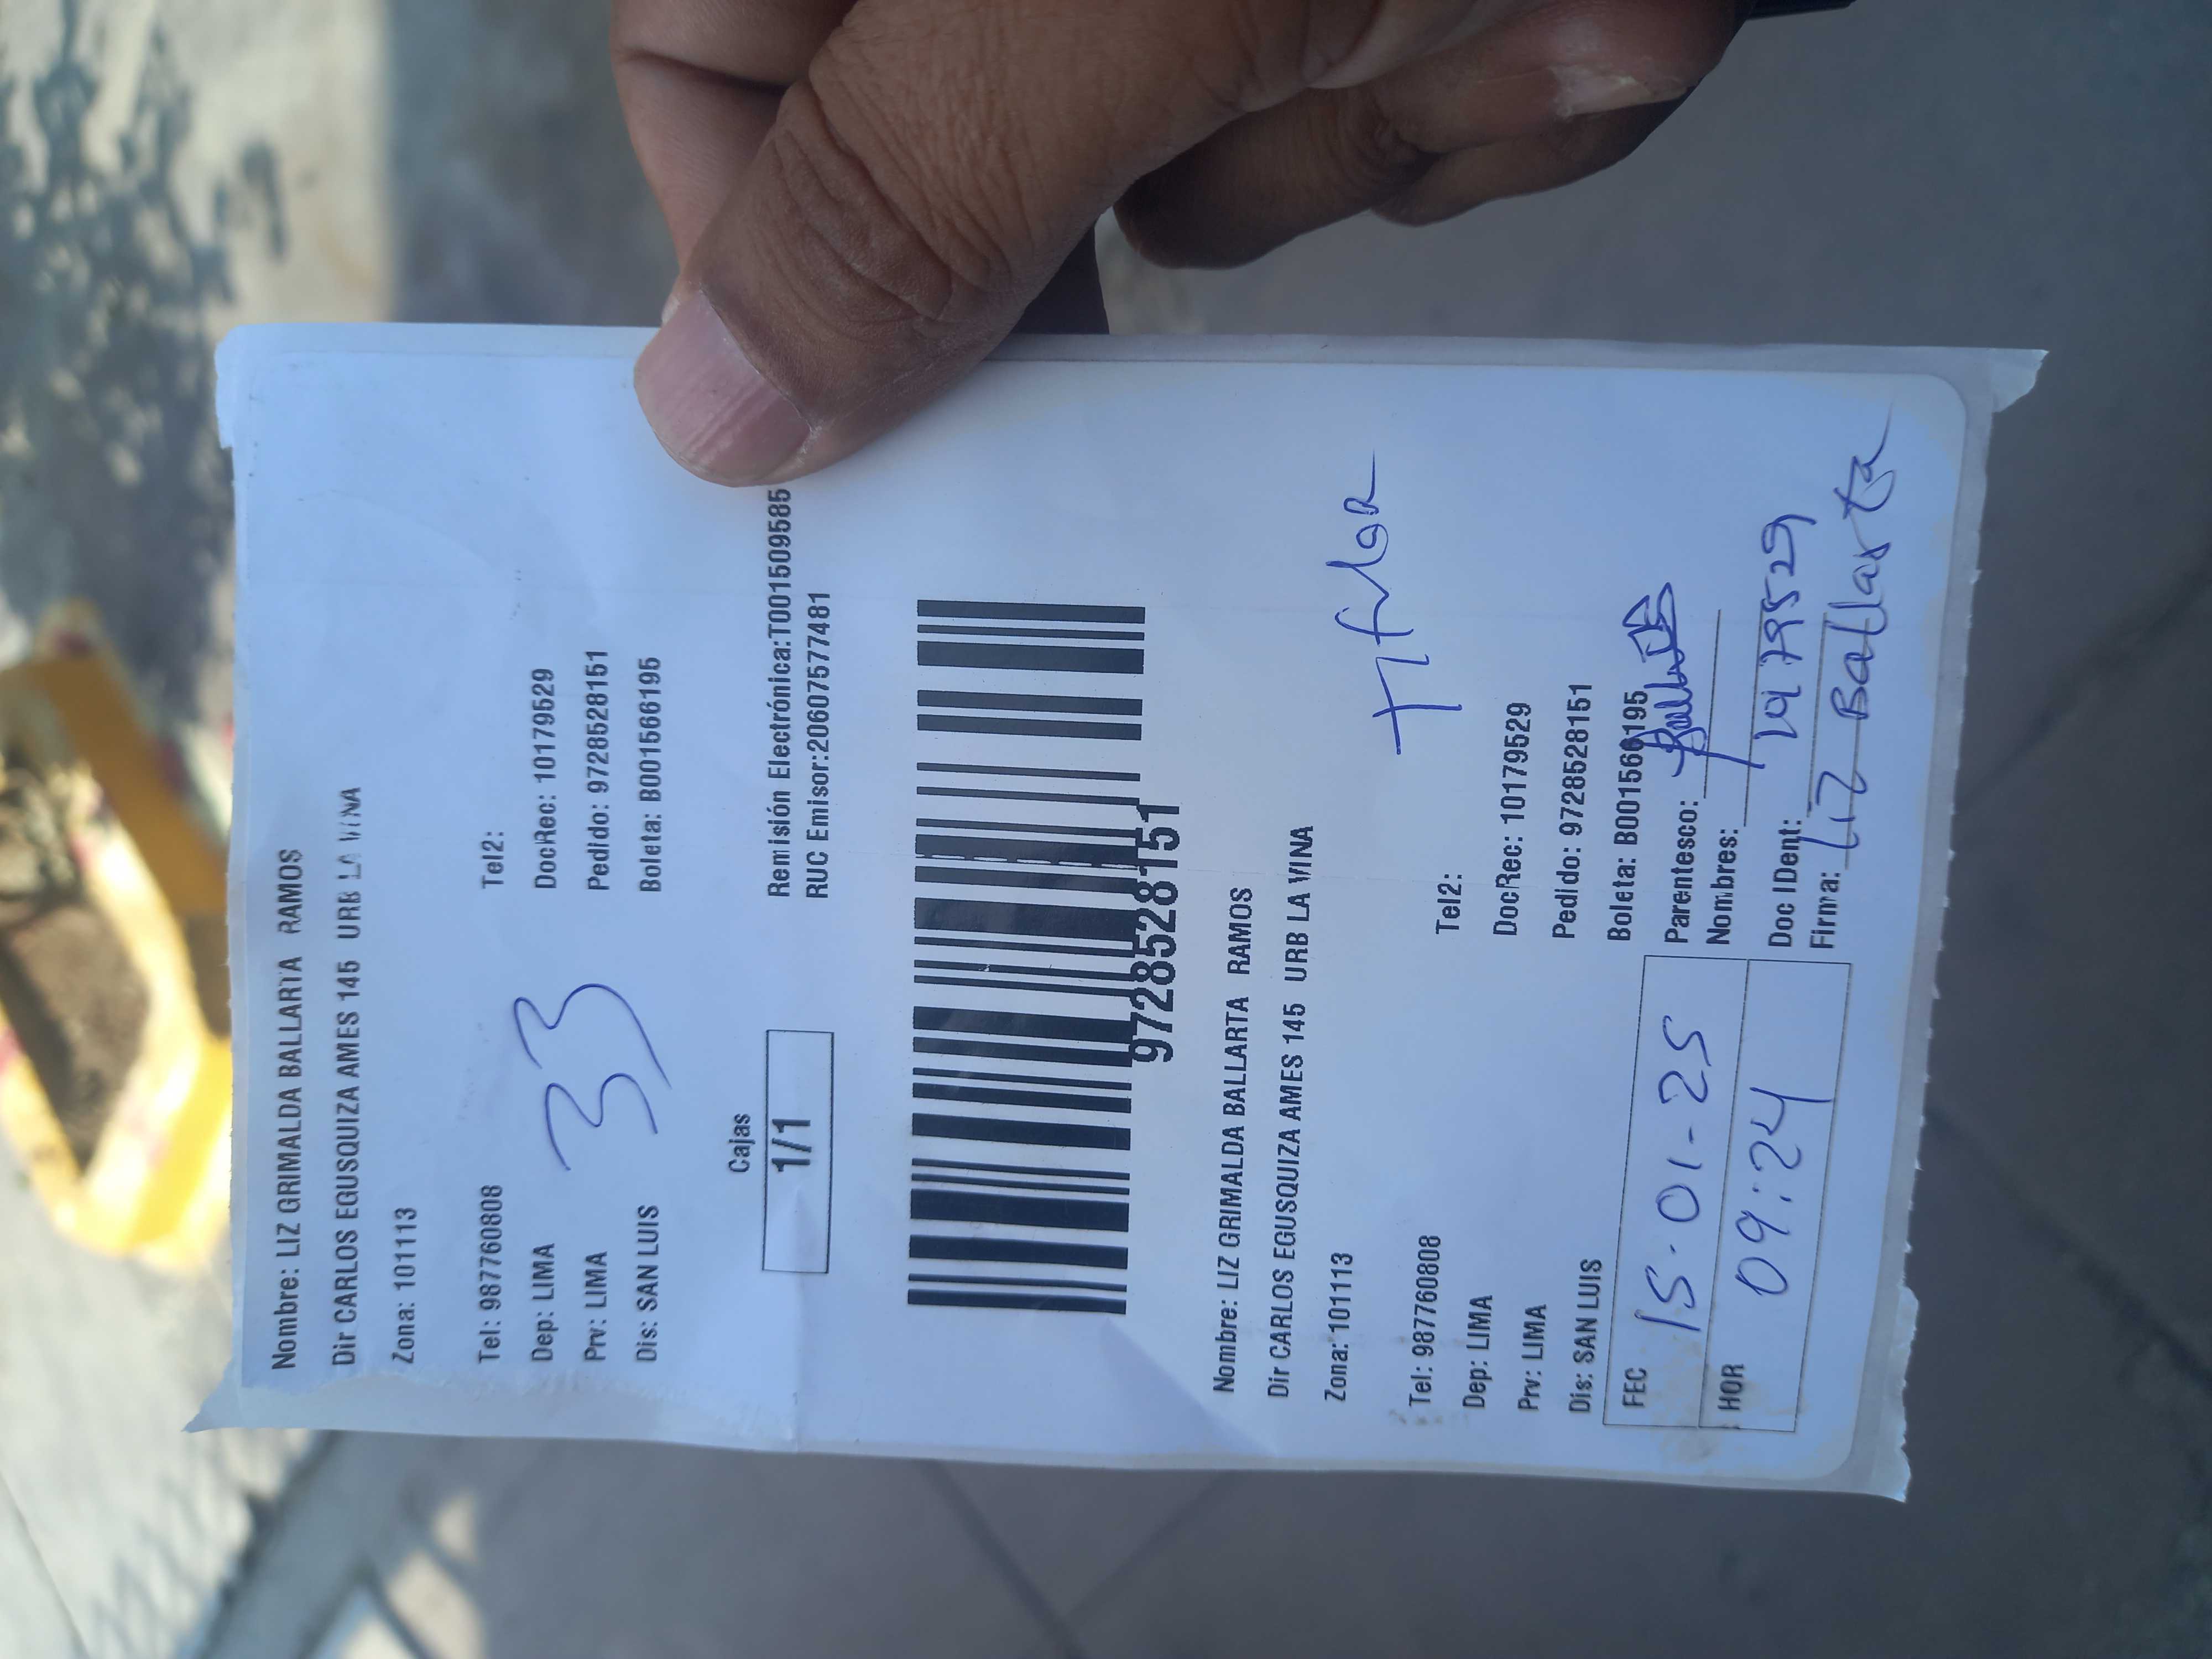 Nombre: LIZ GRIMALDA BALLARTA RAMOS
Dir CARLOS EGUSQUIZA AMES 145 URB LA VINA
Zona: 101113
Tel: 987760808 Tel2:
Dep: LIMA DocRec: 10179529
Prv: LIMA Pedido: 9728528151
Dis: SAN LUIS Boleta: B001566195
33
Cajas
1/1
Remisión Electrónica:T001509585
RUC Emisor:20607577481
9728528151
Nombre: LIZ GRIMALDA BALLARTA RAMOS
Dir CARLOS EGUSQUIZA AMES 145 URB LA VINA
Zona: 101113
Titular
Tel: 987760808 Tel2:
Dep: LIMA DocRec: 10179529
Prv: LIMA Pedido: 9728528151
Dis: SAN LUIS Boleta: B001566195
FEC 15-01-25 Parentesco:
Nombres:
HOR 09:24 Doc IDent:
Firma: Liz Ballarta